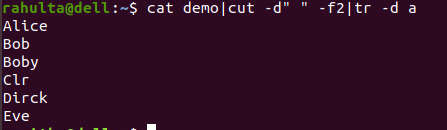 rahulta@dell:~$ cat demo|cut -d" " -f2|tr -d a
Alice
Bob
Boby
Clr
Dirck
Eve